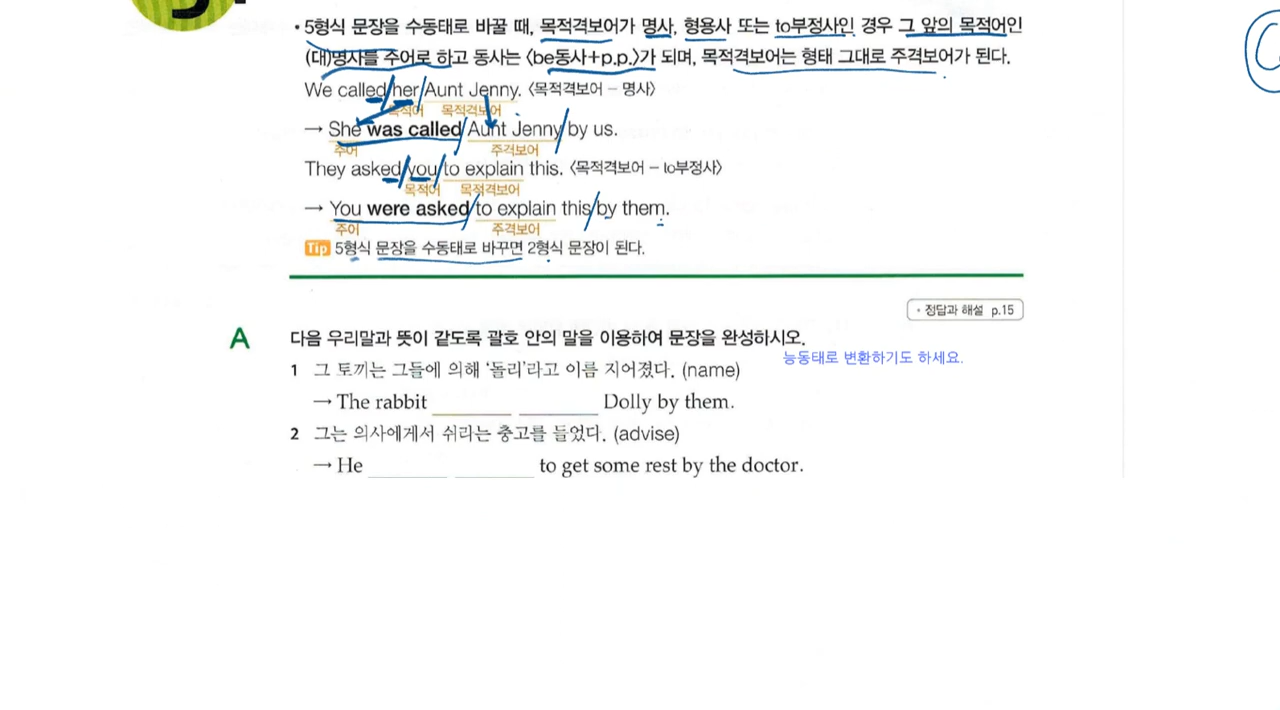 • 5형식 문장을 수동태로 바꿀 때, 목적격보어가 명사, 형용사 또는 to부정사인 경우 그 앞의 목적어인
(대)명사를 주어로 하고 동사는 〈be동사+p.p.〉가 되며, 목적격보어는 형태 그대로 주격보어가 된다.
We called her Aunt Jenny. 〈목적격보어 – 명사〉
목적어 목적격보어
→ She was called Aunt Jenny by us.
주어 주격보어
They asked you to explain this. 〈목적격보어 – to부정사〉
목적어 목적격보어
→ You were asked to explain this by them.
주어 주격보어
Tip 5형식 문장을 수동태로 바꾸면 2형식 문장이 된다.
• 정답과 해설 p.15
A 다음 우리말과 뜻이 같도록 괄호 안의 말을 이용하여 문장을 완성하시오.
능동태로 변환하기도 하세요.
1 그 토끼는 그들에 의해 ‘돌리’라고 이름 지어졌다. (name)
→ The rabbit ________ ________ Dolly by them.
2 그는 의사에게서 쉬라는 충고를 들었다. (advise)
→ He ________ ________ to get some rest by the doctor.